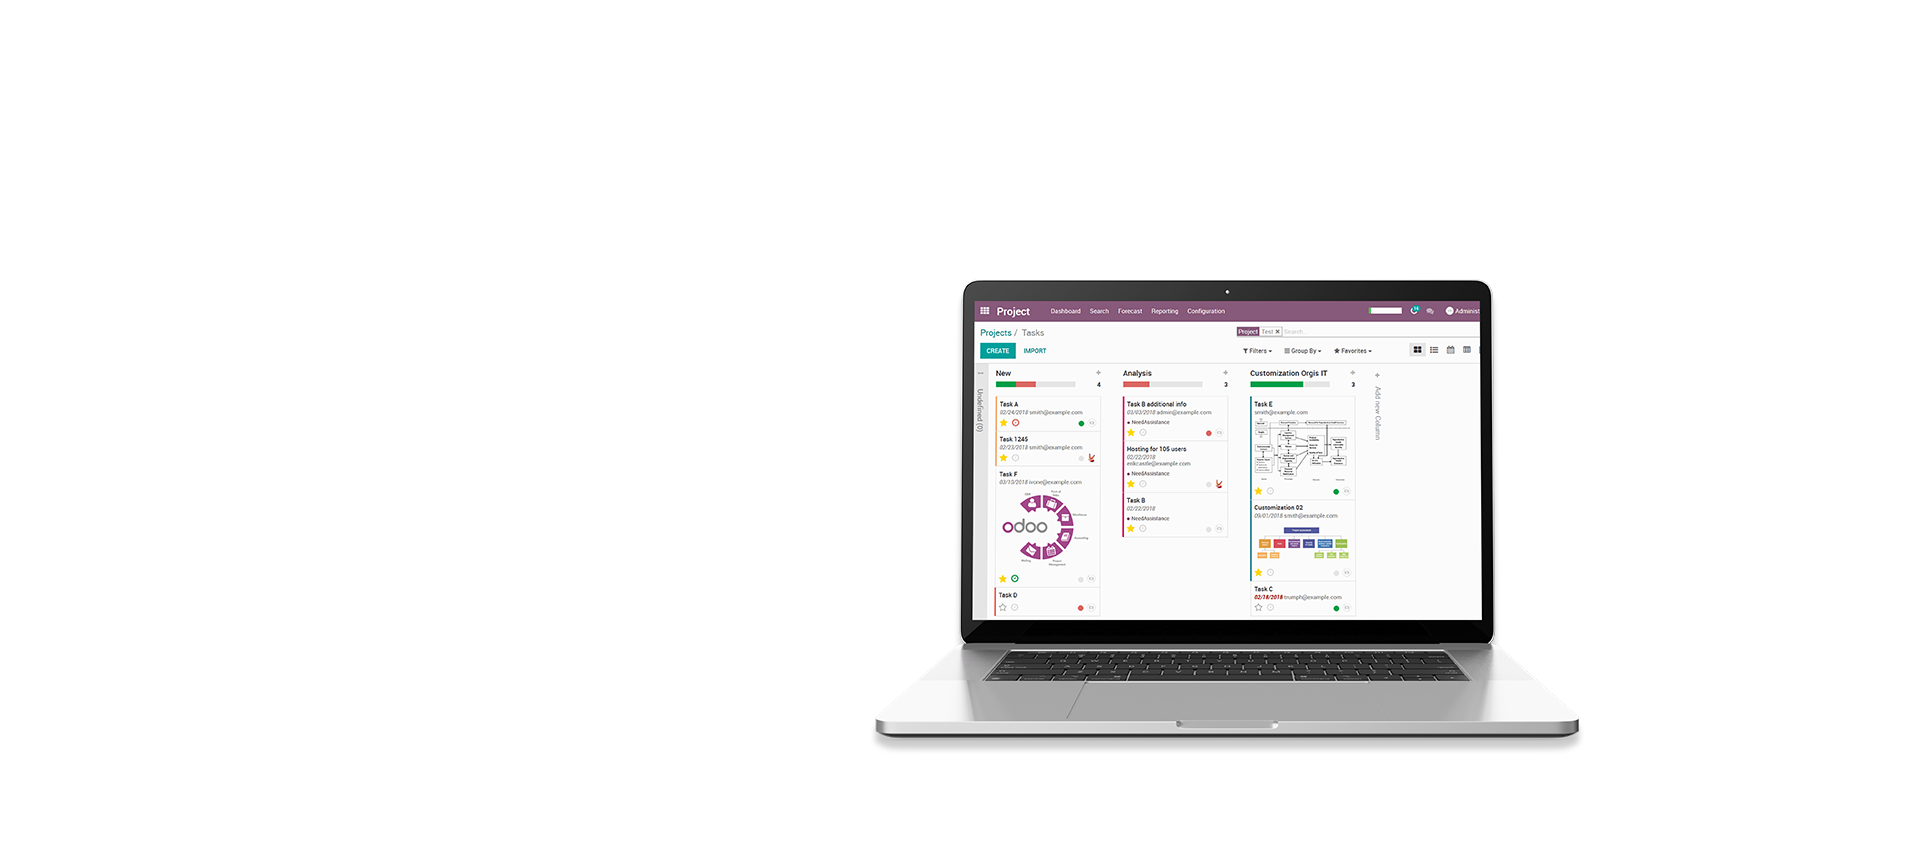 Project
Dashboard Search Forecast Reporting Configuration
Administ
Projects / Tasks
Project Test Search...
CREATE IMPORT
Filters Group By Favorites
Undefined (0)
New
4
Task A
02/24/2018 smith@example.com
Task 1245
02/23/2018 smith@example.com
Task F
03/10/2018 ivone@example.com
odoo
Task D
Analysis
3
Task B additional info
03/03/2018 admin@example.com
NeedAssistance
Hosting for 105 users
02/22/2018
erikcastle@example.com
NeedAssistance
Task B
02/22/2018
NeedAssistance
Customization Orgis IT
3
Task E
smith@example.com
Customization 02
09/01/2018 smith@example.com
Task C
02/18/2018 trumph@example.com
Add new Column